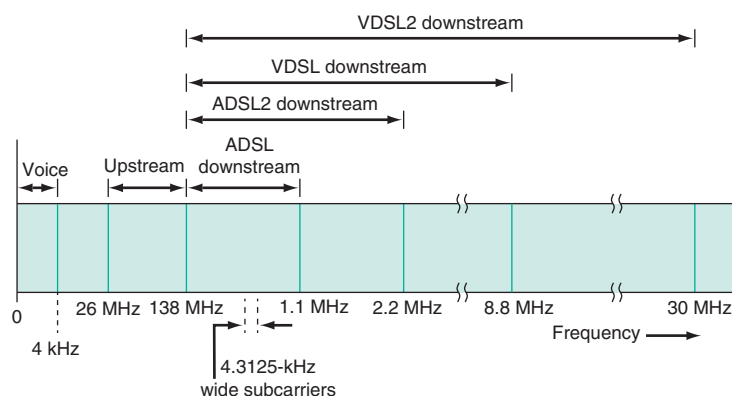 VDSL2 downstream
VDSL downstream
ADSL2 downstream
Voice
Upstream
ADSL
downstream
0
4 kHz
26 MHz
138 MHz
1.1 MHz
2.2 MHz
8.8 MHz
30 MHz
Frequency
4.3125-kHz
wide subcarriers